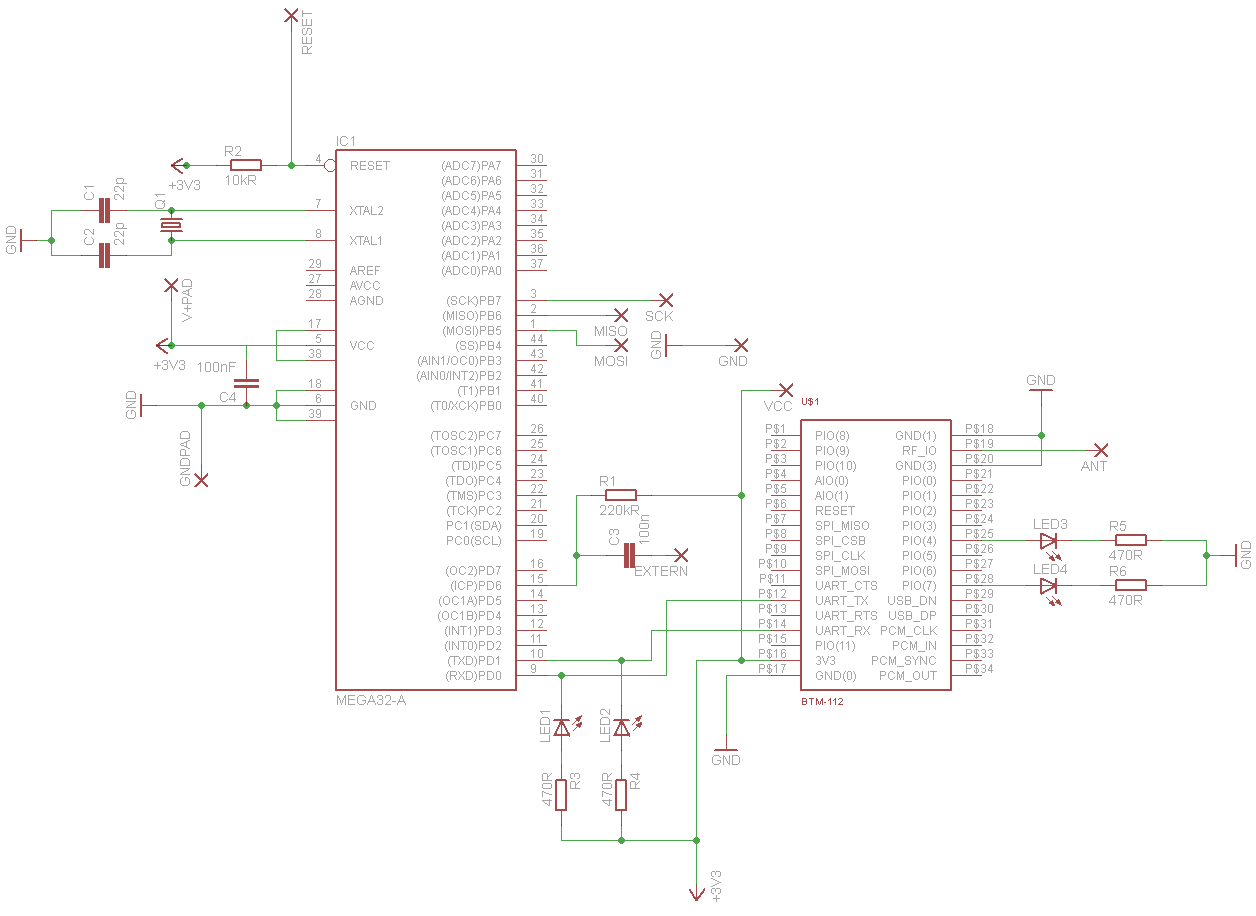 RESET
IC1
R2
10kR
+3V3
4
RESET
C1
22p
Q1
7
XTAL2
C2
22p
8
XTAL1
GND
29
AREF
27
AVCC
28
AGND
V+PAD
17
5
VCC
38
+3V3
100nF
C4
18
6
GND
39
GND
GNDPAD
(ADC7)PA7
30
(ADC6)PA6
31
(ADC5)PA5
32
(ADC4)PA4
33
(ADC3)PA3
34
(ADC2)PA2
35
(ADC1)PA1
36
(ADC0)PA0
37
(SCK)PB7
3
(MISO)PB6
2
(MOSI)PB5
1
(SS)PB4
44
(AIN1/OC0)PB3
43
(AIN0/INT2)PB2
42
(T1)PB1
41
(T0/XCK)PB0
40
(TOSC2)PC7
26
(TOSC1)PC6
25
(TDI)PC5
24
(TDO)PC4
23
(TMS)PC3
22
(TCK)PC2
21
PC1(SDA)
20
PC0(SCL)
19
(OC2)PD7
16
(ICP)PD6
15
(OC1A)PD5
14
(OC1B)PD4
13
(INT1)PD3
12
(INT0)PD2
11
(TXD)PD1
10
(RXD)PD0
9
MEGA32-A
SCK
MISO
MOSI
GND
GND
VCC
R1
220kR
C3
100n
EXTERN
LED1
470R
R3
LED2
470R
R4
+3V3
GND
U$1
P$1
PIO(8)
P$2
PIO(9)
P$3
PIO(10)
P$4
AIO(0)
P$5
AIO(1)
P$6
RESET
P$7
SPI_MISO
P$8
SPI_CSB
P$9
SPI_CLK
P$10
SPI_MOSI
P$11
UART_CTS
P$12
UART_TX
P$13
UART_RTS
P$14
UART_RX
P$15
PIO(11)
P$16
3V3
P$17
GND(0)
GND(1)
P$18
RF_IO
P$19
GND(3)
P$20
PIO(0)
P$21
PIO(1)
P$22
PIO(2)
P$23
PIO(3)
P$24
PIO(4)
P$25
PIO(5)
P$26
PIO(6)
P$27
PIO(7)
P$28
USB_DN
P$29
USB_DP
P$30
PCM_CLK
P$31
PCM_IN
P$32
PCM_SYNC
P$33
PCM_OUT
P$34
BTM-112
GND
ANT
LED3
R5
470R
LED4
R6
470R
GND